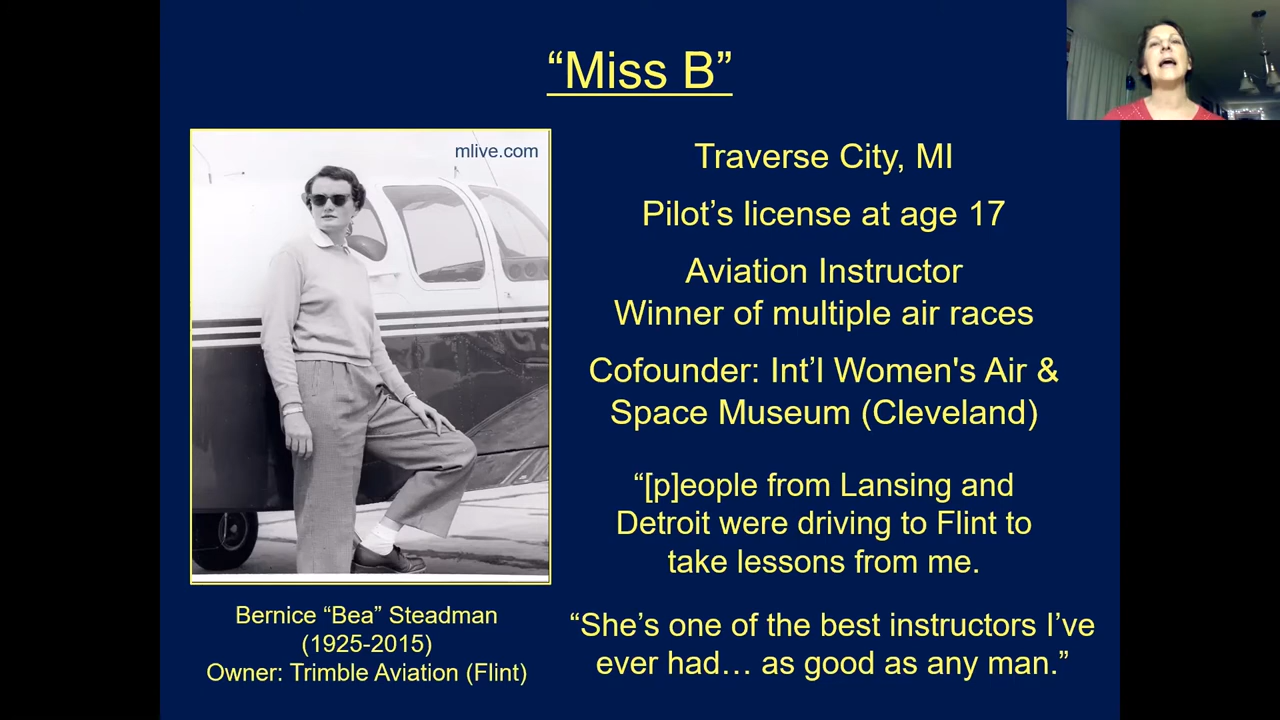 “Miss B”
mlive.com
Traverse City, MI
Pilot’s license at age 17
Aviation Instructor
Winner of multiple air races
Cofounder: Int’l Women's Air &
Space Museum (Cleveland)
“[p]eople from Lansing and
Detroit were driving to Flint to
take lessons from me.
“She’s one of the best instructors I’ve
ever had… as good as any man.”
Bernice “Bea” Steadman
(1925-2015)
Owner: Trimble Aviation (Flint)